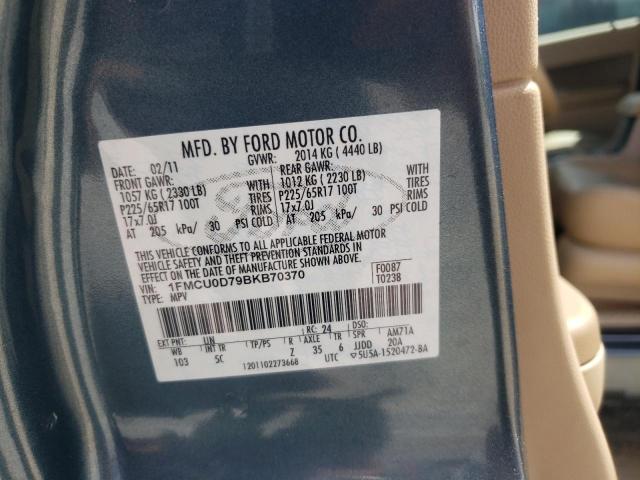 MFD. BY FORD MOTOR CO.
DATE: 02/11 GVWR: 2014 KG ( 4440 LB)
FRONT GAWR: REAR GAWR:
1057 KG ( 2330 LB) WITH 1012 KG ( 2230 LB) WITH
P225/65R17 100T TIRES P225/65R17 100T TIRES
17x7.0J RIMS 17x7.0J RIMS
AT 205 kPa/ 30 PSI COLD AT 205 kPa/ 30 PSI COLD
Ford
THIS VEHICLE CONFORMS TO ALL APPLICABLE FEDERAL MOTOR
VEHICLE SAFETY AND THEFT PREVENTION STANDARDS IN
EFFECT ON THE DATE OF MANUFACTURE SHOWN ABOVE.
VIN: 1FMCU0D79BKB70370 F0087
TYPE: MPV T0238
EXT PNT: UN RC: 24 DSO:
WB INT TR TP/PS R AXLE TR SPR AM71A
103 5C Z 35 6 JJDD 20A
1201102273668 UTC 5U5A-1520472-BA